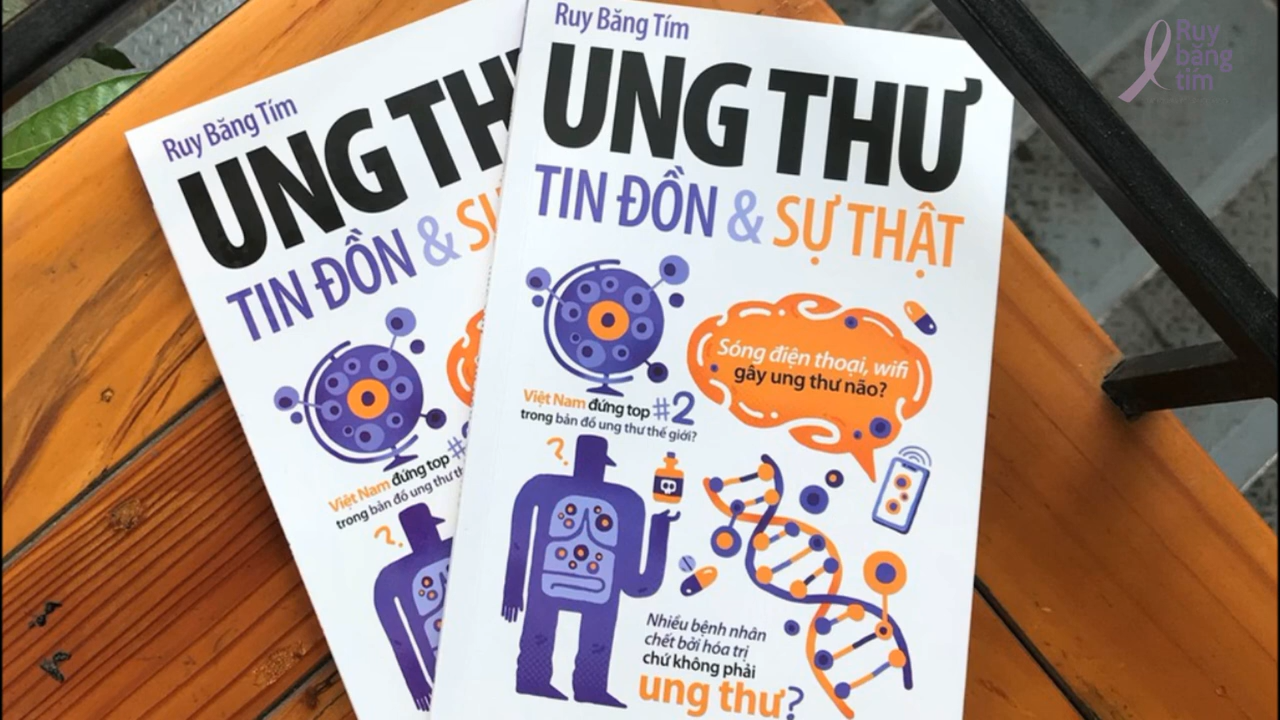 Ruy Băng Tím
UNG THƯ
TIN ĐỒN & SỰ THẬT
Sóng điện thoại, wifi
gây ung thư não?
Việt Nam đứng top #2
trong bản đồ ung thư thế giới?
Nhiều bệnh nhân
chết bởi hóa trị
chứ không phải
ung thư?
Ruy Băng Tím
UNG TH
TIN ĐỒN & SỰ
Việt Nam đứng top #
trong bản đồ ung thư th
Ruy
băng
tím